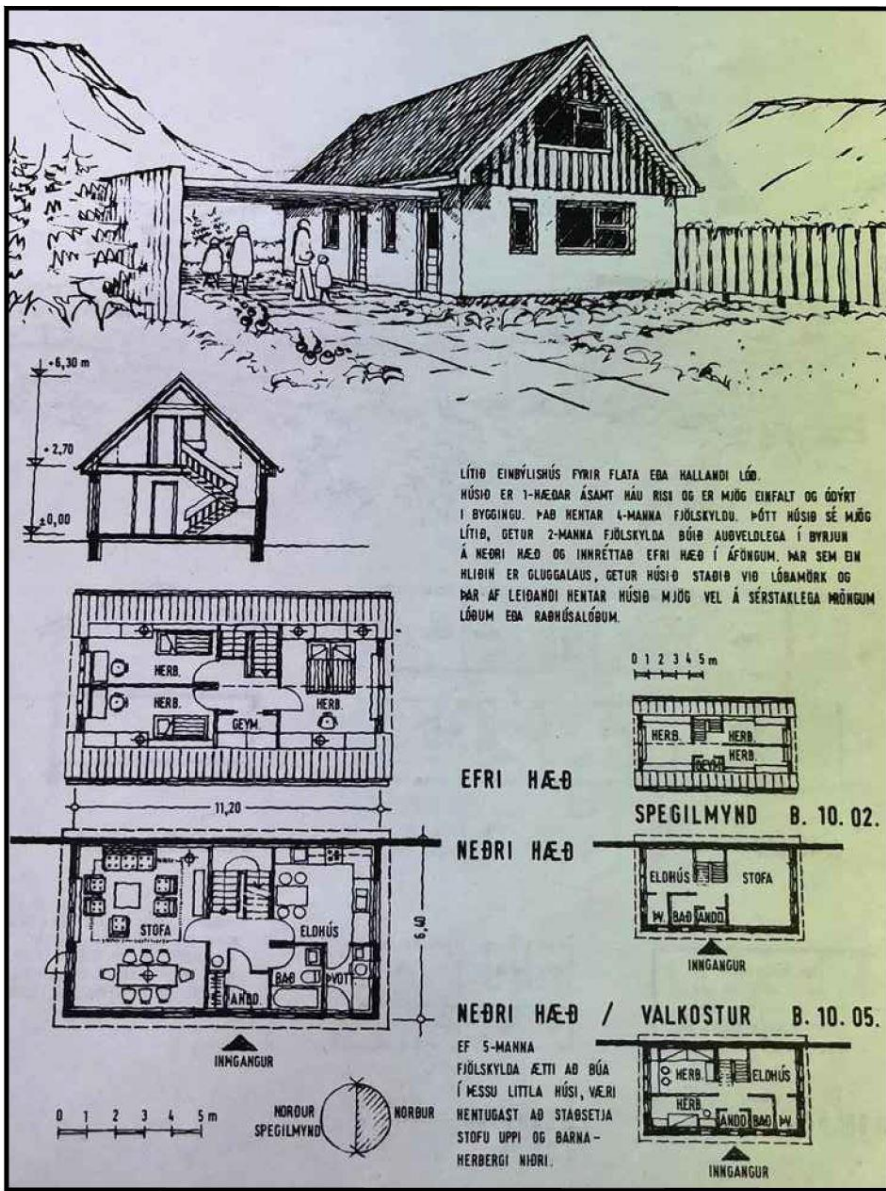 +6,30 m
+2,70
±0,00
LÍTIÐ EINBÝLISHÚS FYRIR FLATA EÐA HALLANDI LÓÐ.
HÚSIÐ ER 1-HÆÐAR ÁSAMT HÁU RISI OG ER MJÖG EINFALT OG ÓDÝRT
I BYGGINGU. ÞAÐ HENTAR 4-MANNA FJÖLSKYLDU. ÞÓTT HÚSIÐ SÉ MJÖG
LÍTIÐ, GETUR 2-MANNA FJÖLSKYLDA BÚIÐ AUÐVELDLEGA Í BYRJUN
Á NEÐRI HÆÐ OG INNRÉTTAÐ EFRI HÆÐ Í ÁFÖNGUM. ÞAR SEM EIN
HLIÐIN ER GLUGGALAUS, GETUR HÚSIÐ STAÐIÐ VIÐ LÓÐAMÖRK OG
ÞAR AF LEIÐANDI HENTAR HÚSIÐ MJÖG VEL Á SÉRSTAKLEGA ÞRÖNGUM
LÓÐUM EÐA RAÐHÚSALÓÐUM.
HERB.
HERB.
HERB.
GEYM.
0 1 2 3 4 5 m
HERB.
HERB.
HERB.
GEYM
EFRI HÆÐ
SPEGILMYND B. 10. 02.
11,20
NEÐRI HÆÐ
STOFA
ELDHÚS
BAÐ
ÞVOT
ANDD.
6,40
INNGANGUR
ELDHÚS
STOFA
ÞV.
BAÐ
ANDD.
INNGANGUR
NEÐRI HÆÐ / VALKOSTUR B. 10. 05.
EF 5-MANNA
FJÖLSKYLDA ÆTTI AÐ BÚA
Í ÞESSU LITTLA HÚSI, VÆRI
HENTUGAST AÐ STAÐSETJA
STOFU UPPI OG BARNA-
HERBERGI NIÐRI.
HERB.
ELDHÚS
HERB.
ANDD
BAÐ
ÞV.
INNGANGUR
0 1 2 3 4 5 m
NORÐUR
SPEGILMYND
NORÐUR